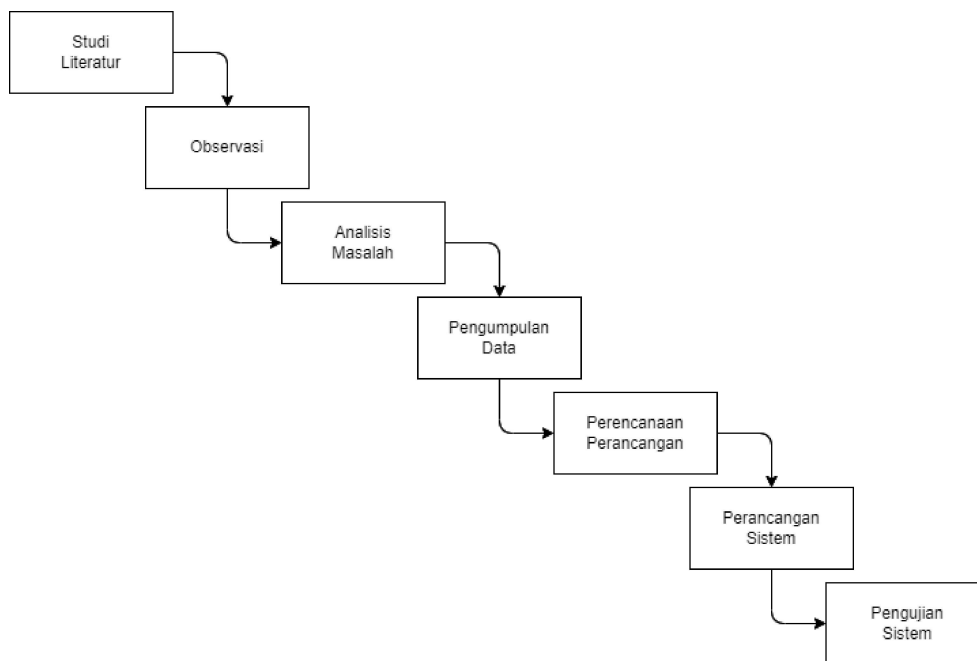 Studi
Literatur
Observasi
Analisis
Masalah
Pengumpulan
Data
Perencanaan
Perancangan
Perancangan
Sistem
Pengujian
Sistem